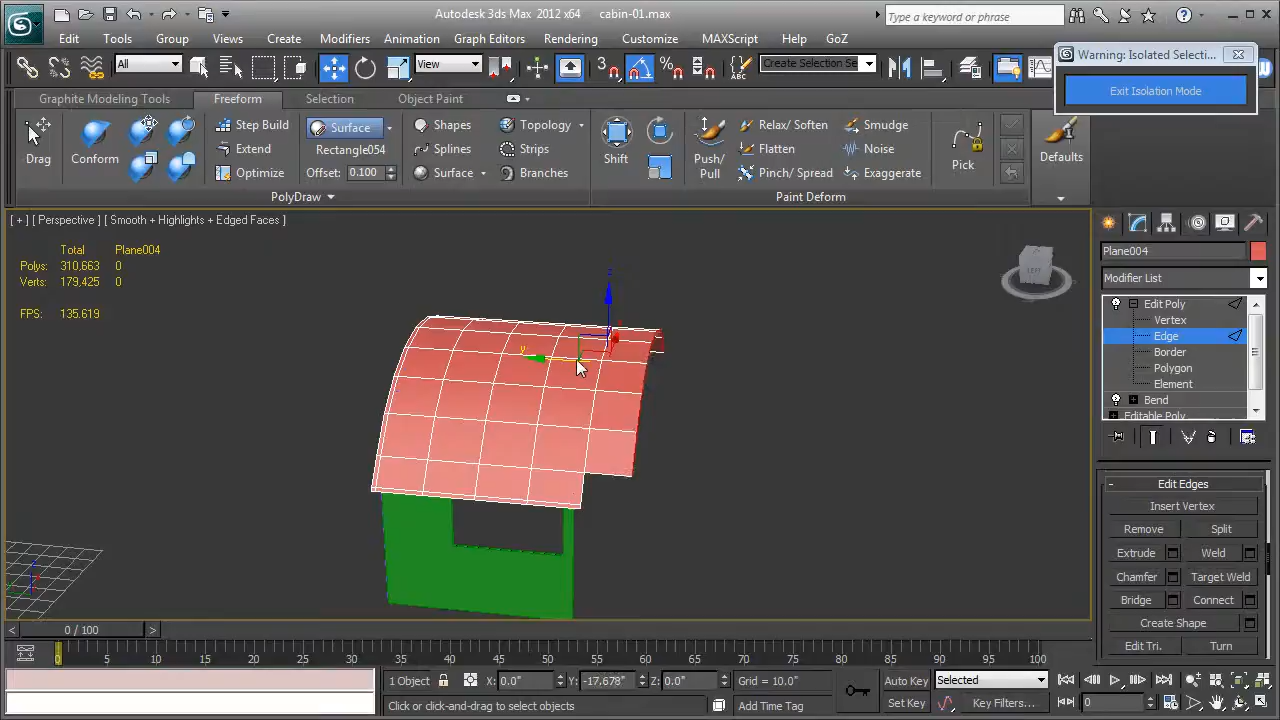 Autodesk 3ds Max 2012 x64 cabin-01.max
Type a keyword or phrase
Edit Tools Group Views Create Modifiers Animation Graph Editors Rendering Customize MAXScript Help GoZ
Warning: Isolated Selecti...
Exit Isolation Mode
All View 3 Create Selection Se
Graphite Modeling Tools Freeform Selection Object Paint
Drag Conform Step Build Extend Optimize
Surface
Rectangle054
Offset: 0.100
Shapes Splines Surface Topology Strips Branches
Shift Push/Pull Relax/ Soften Flatten Pinch/ Spread Smudge Noise Exaggerate
Pick Defaults
PolyDraw Paint Deform
[ + ] [ Perspective ] [ Smooth + Highlights + Edged Faces ]
Total Plane004
Polys: 310,663 0
Verts: 179,425 0
FPS: 135.619
LEFT
z
y
Plane004
Modifier List
Edit Poly
Vertex
Edge
Border
Polygon
Element
Bend
Editable Poly
Edit Edges
Insert Vertex
Remove Split
Extrude Weld
Chamfer Target Weld
Bridge Connect
Create Shape
Edit Tri. Turn
< 0 / 100 >
0 5 10 15 20 25 30 35 40 45 50 55 60 65 70 75 80 85 90 95 100
1 Object X: 0.0" Y: -17.678" Z: 0.0" Grid = 10.0" Auto Key Selected
Click or click-and-drag to select objects Add Time Tag Set Key Key Filters... 0